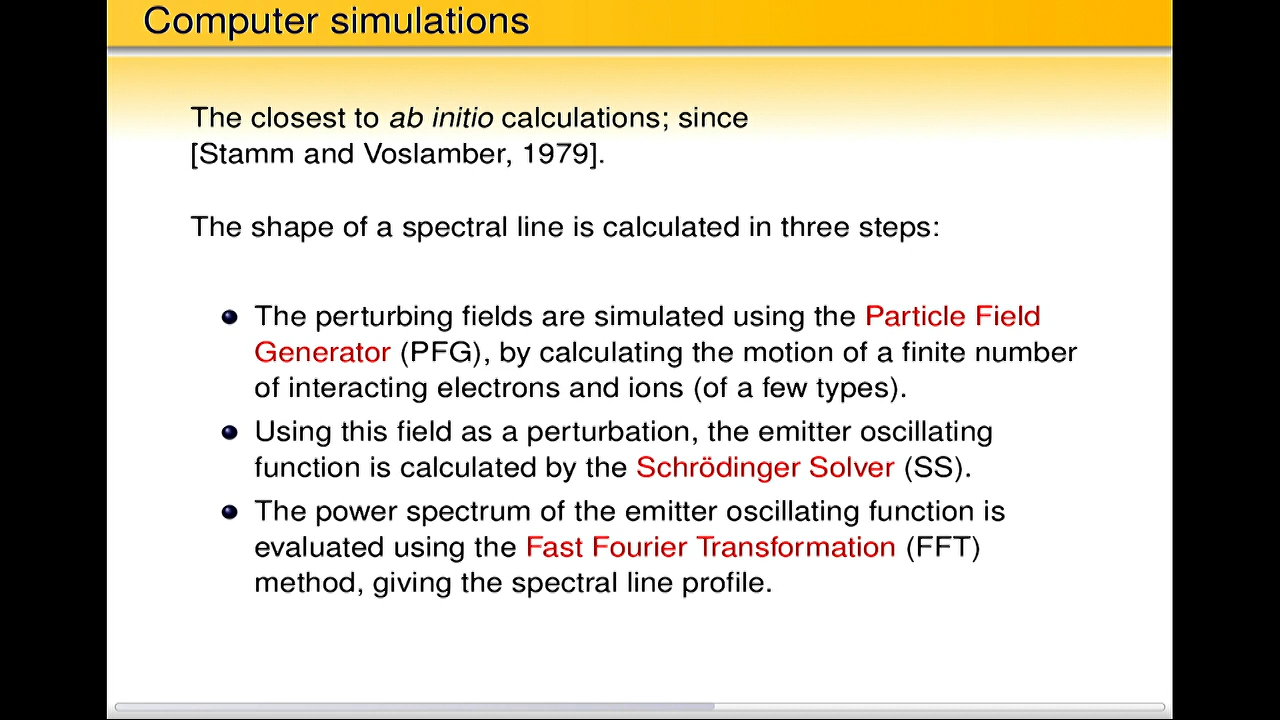 Computer simulations
The closest to ab initio calculations; since
[Stamm and Voslamber, 1979].
The shape of a spectral line is calculated in three steps:
The perturbing fields are simulated using the Particle Field
Generator (PFG), by calculating the motion of a finite number
of interacting electrons and ions (of a few types).
Using this field as a perturbation, the emitter oscillating
function is calculated by the Schrödinger Solver (SS).
The power spectrum of the emitter oscillating function is
evaluated using the Fast Fourier Transformation (FFT)
method, giving the spectral line profile.